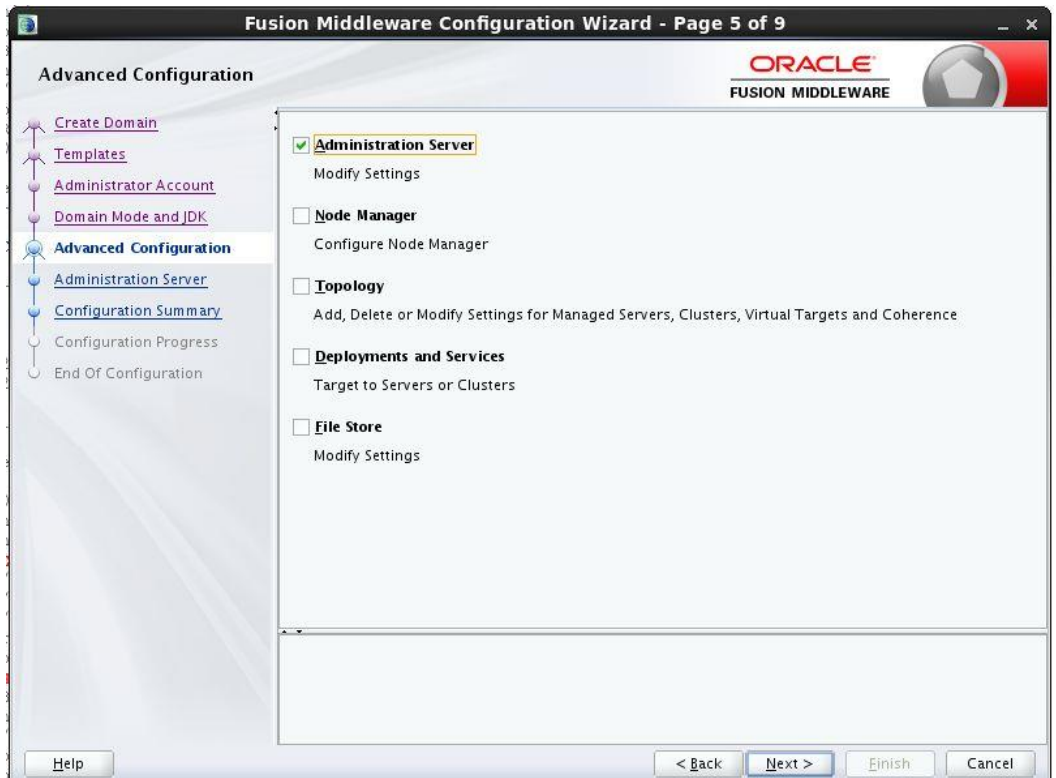 Fusion Middleware Configuration Wizard - Page 5 of 9
Advanced Configuration
ORACLE
FUSION MIDDLEWARE
Create Domain
Templates
Administrator Account
Domain Mode and JDK
Advanced Configuration
Administration Server
Configuration Summary
Configuration Progress
End Of Configuration
Administration Server
Modify Settings
Node Manager
Configure Node Manager
Topology
Add, Delete or Modify Settings for Managed Servers, Clusters, Virtual Targets and Coherence
Deployments and Services
Target to Servers or Clusters
File Store
Modify Settings
Help
< Back
Next >
Finish
Cancel